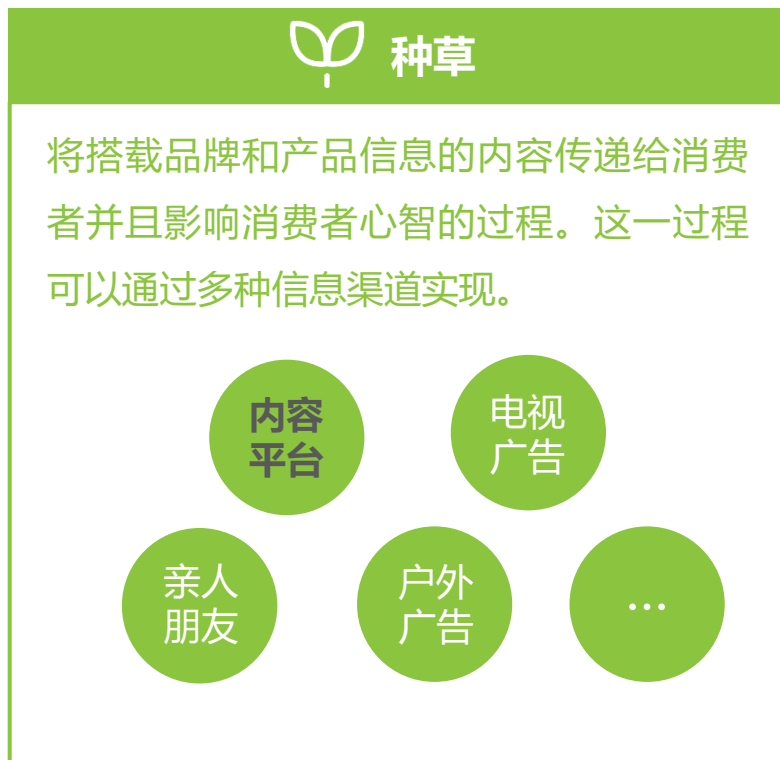 种草
将搭载品牌和产品信息的内容传递给消费
者并且影响消费者心智的过程。这一过程
可以通过多种信息渠道实现。
内容
平台
电视
广告
亲人
朋友
户外
广告
…